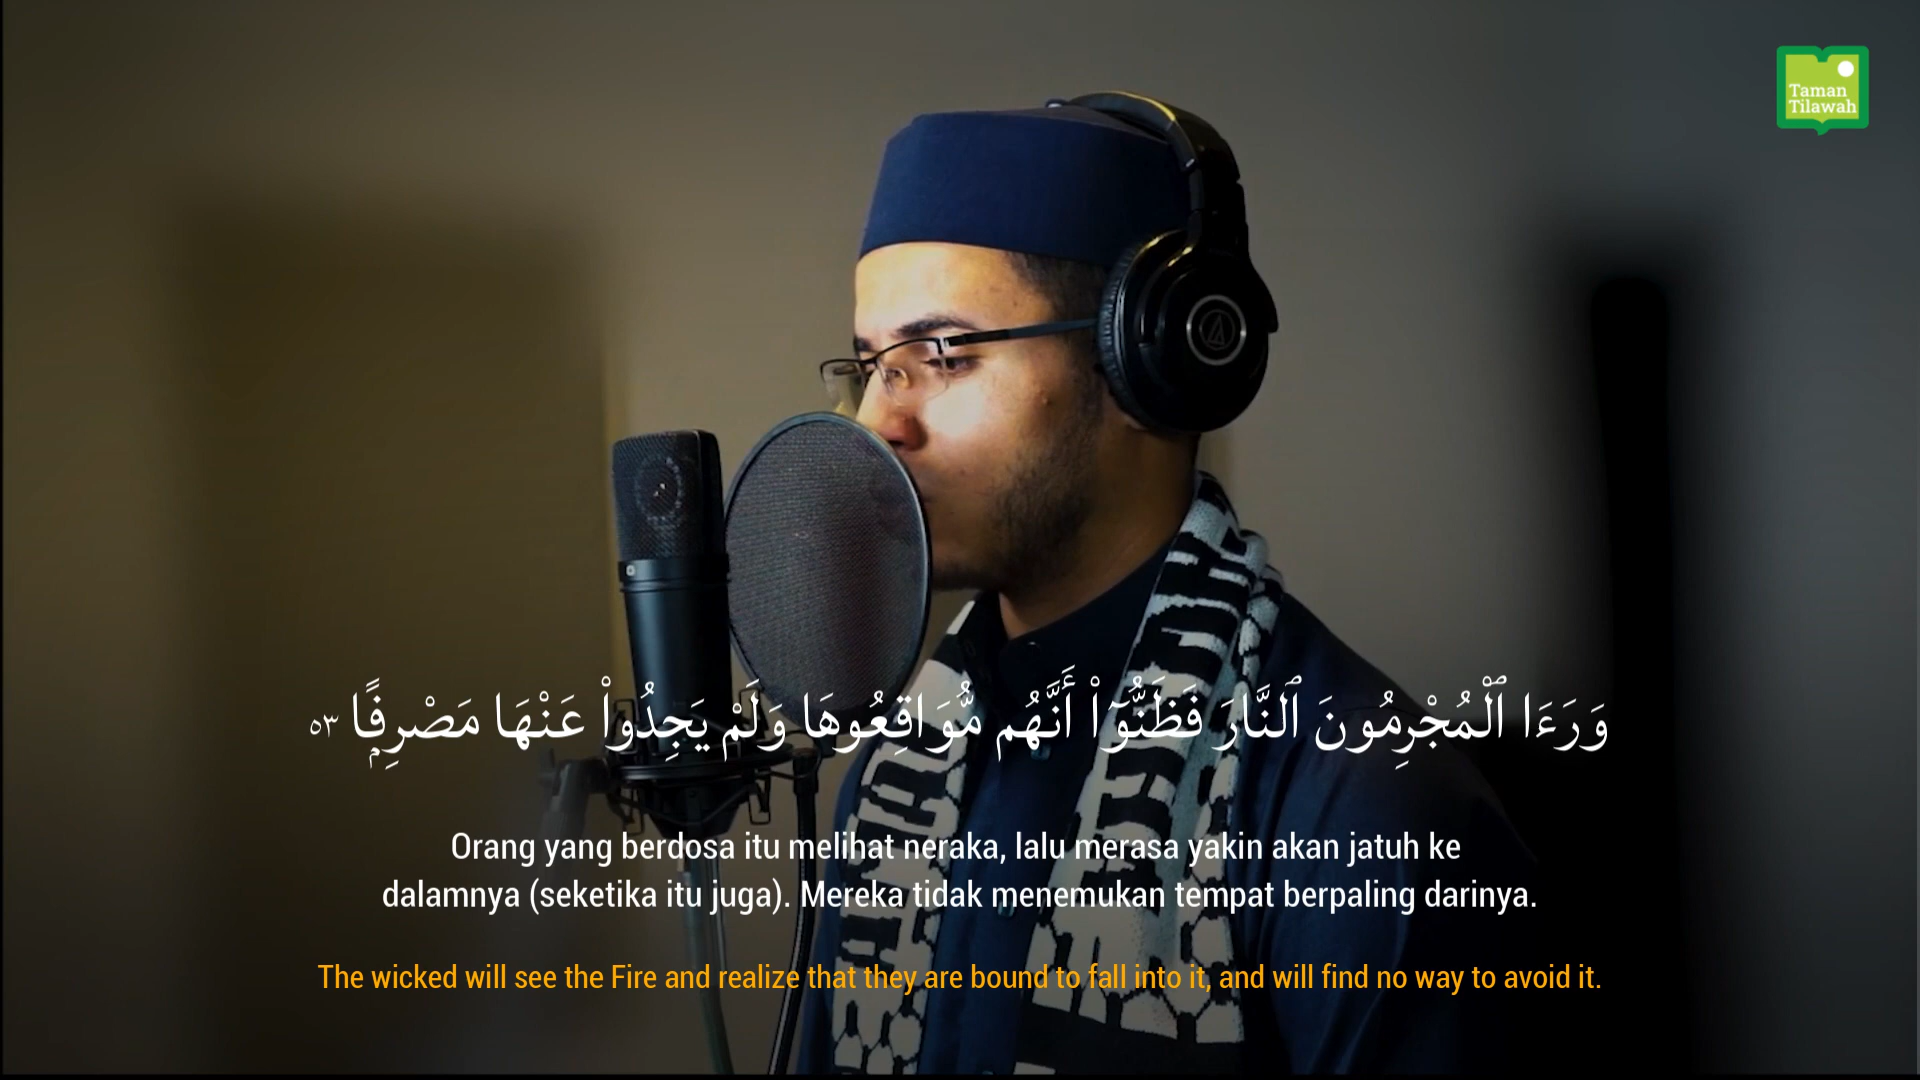 Taman
Tilawah
وَرَءَا ٱلْمُجْرِمُونَ ٱلنَّارَ فَظَنُّوٓا۟ أَنَّهُم مُّوَاقِعُوهَا وَلَمْ يَجِدُوا۟ عَنْهَا مَصْرِفًۭا ٥٣
Orang yang berdosa itu melihat neraka, lalu merasa yakin akan jatuh ke
dalamnya (seketika itu juga). Mereka tidak menemukan tempat berpaling darinya.
The wicked will see the Fire and realize that they are bound to fall into it, and will find no way to avoid it.